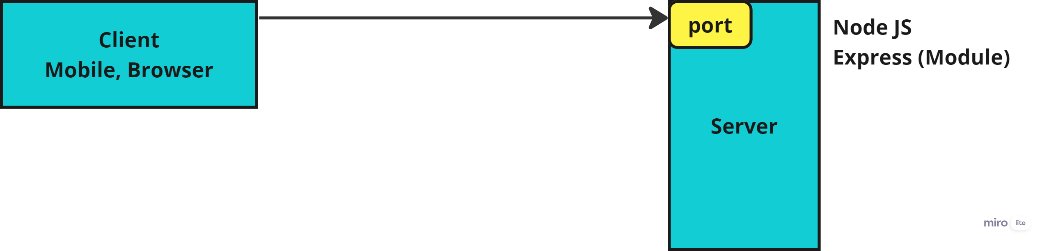 Client
Mobile, Browser
port
Server
Node JS
Express (Module)
miro